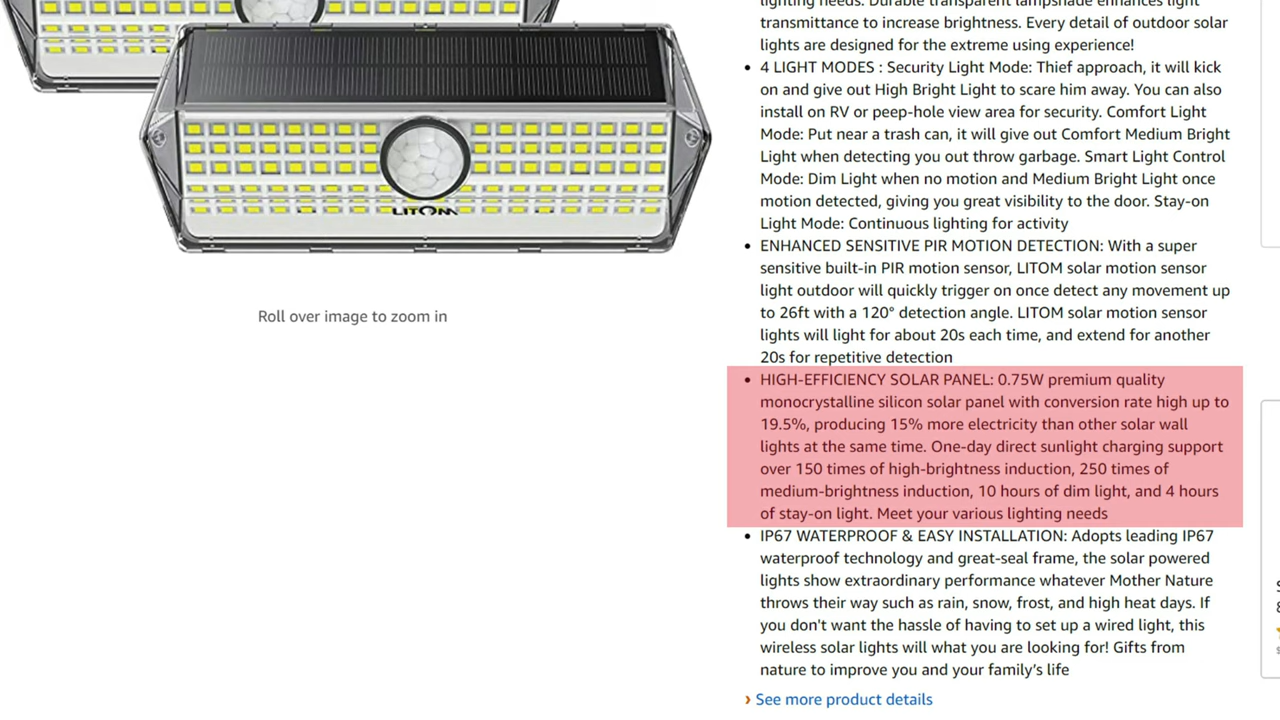 LITOM
Roll over image to zoom in
lighting needs. Durable transparent lampshade enhances light
transmittance to increase brightness. Every detail of outdoor solar
lights are designed for the extreme using experience!
• 4 LIGHT MODES : Security Light Mode: Thief approach, it will kick
on and give out High Bright Light to scare him away. You can also
install on RV or peep-hole view area for security. Comfort Light
Mode: Put near a trash can, it will give out Comfort Medium Bright
Light when detecting you out throw garbage. Smart Light Control
Mode: Dim Light when no motion and Medium Bright Light once
motion detected, giving you great visibility to the door. Stay-on
Light Mode: Continuous lighting for activity
• ENHANCED SENSITIVE PIR MOTION DETECTION: With a super
sensitive built-in PIR motion sensor, LITOM solar motion sensor
light outdoor will quickly trigger on once detect any movement up
to 26ft with a 120° detection angle. LITOM solar motion sensor
lights will light for about 20s each time, and extend for another
20s for repetitive detection
• HIGH-EFFICIENCY SOLAR PANEL: 0.75W premium quality
monocrystalline silicon solar panel with conversion rate high up to
19.5%, producing 15% more electricity than other solar wall
lights at the same time. One-day direct sunlight charging support
over 150 times of high-brightness induction, 250 times of
medium-brightness induction, 10 hours of dim light, and 4 hours
of stay-on light. Meet your various lighting needs
• IP67 WATERPROOF & EASY INSTALLATION: Adopts leading IP67
waterproof technology and great-seal frame, the solar powered
lights show extraordinary performance whatever Mother Nature
throws their way such as rain, snow, frost, and high heat days. If
you don't want the hassle of having to set up a wired light, this
wireless solar lights will what you are looking for! Gifts from
nature to improve you and your family’s life
› See more product details